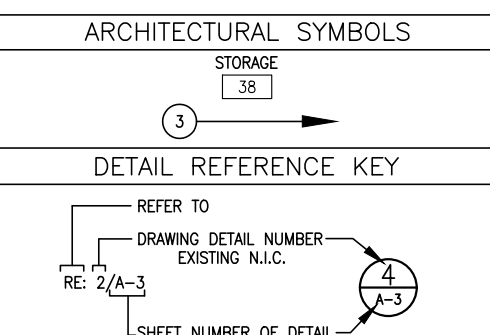 ARCHITECTURAL SYMBOLS
STORAGE
38
3
DETAIL REFERENCE KEY
REFER TO
DRAWING DETAIL NUMBER
EXISTING N.I.C.
4
RE: 2/A-3
A-3
SHEET NUMBER OF DETAIL